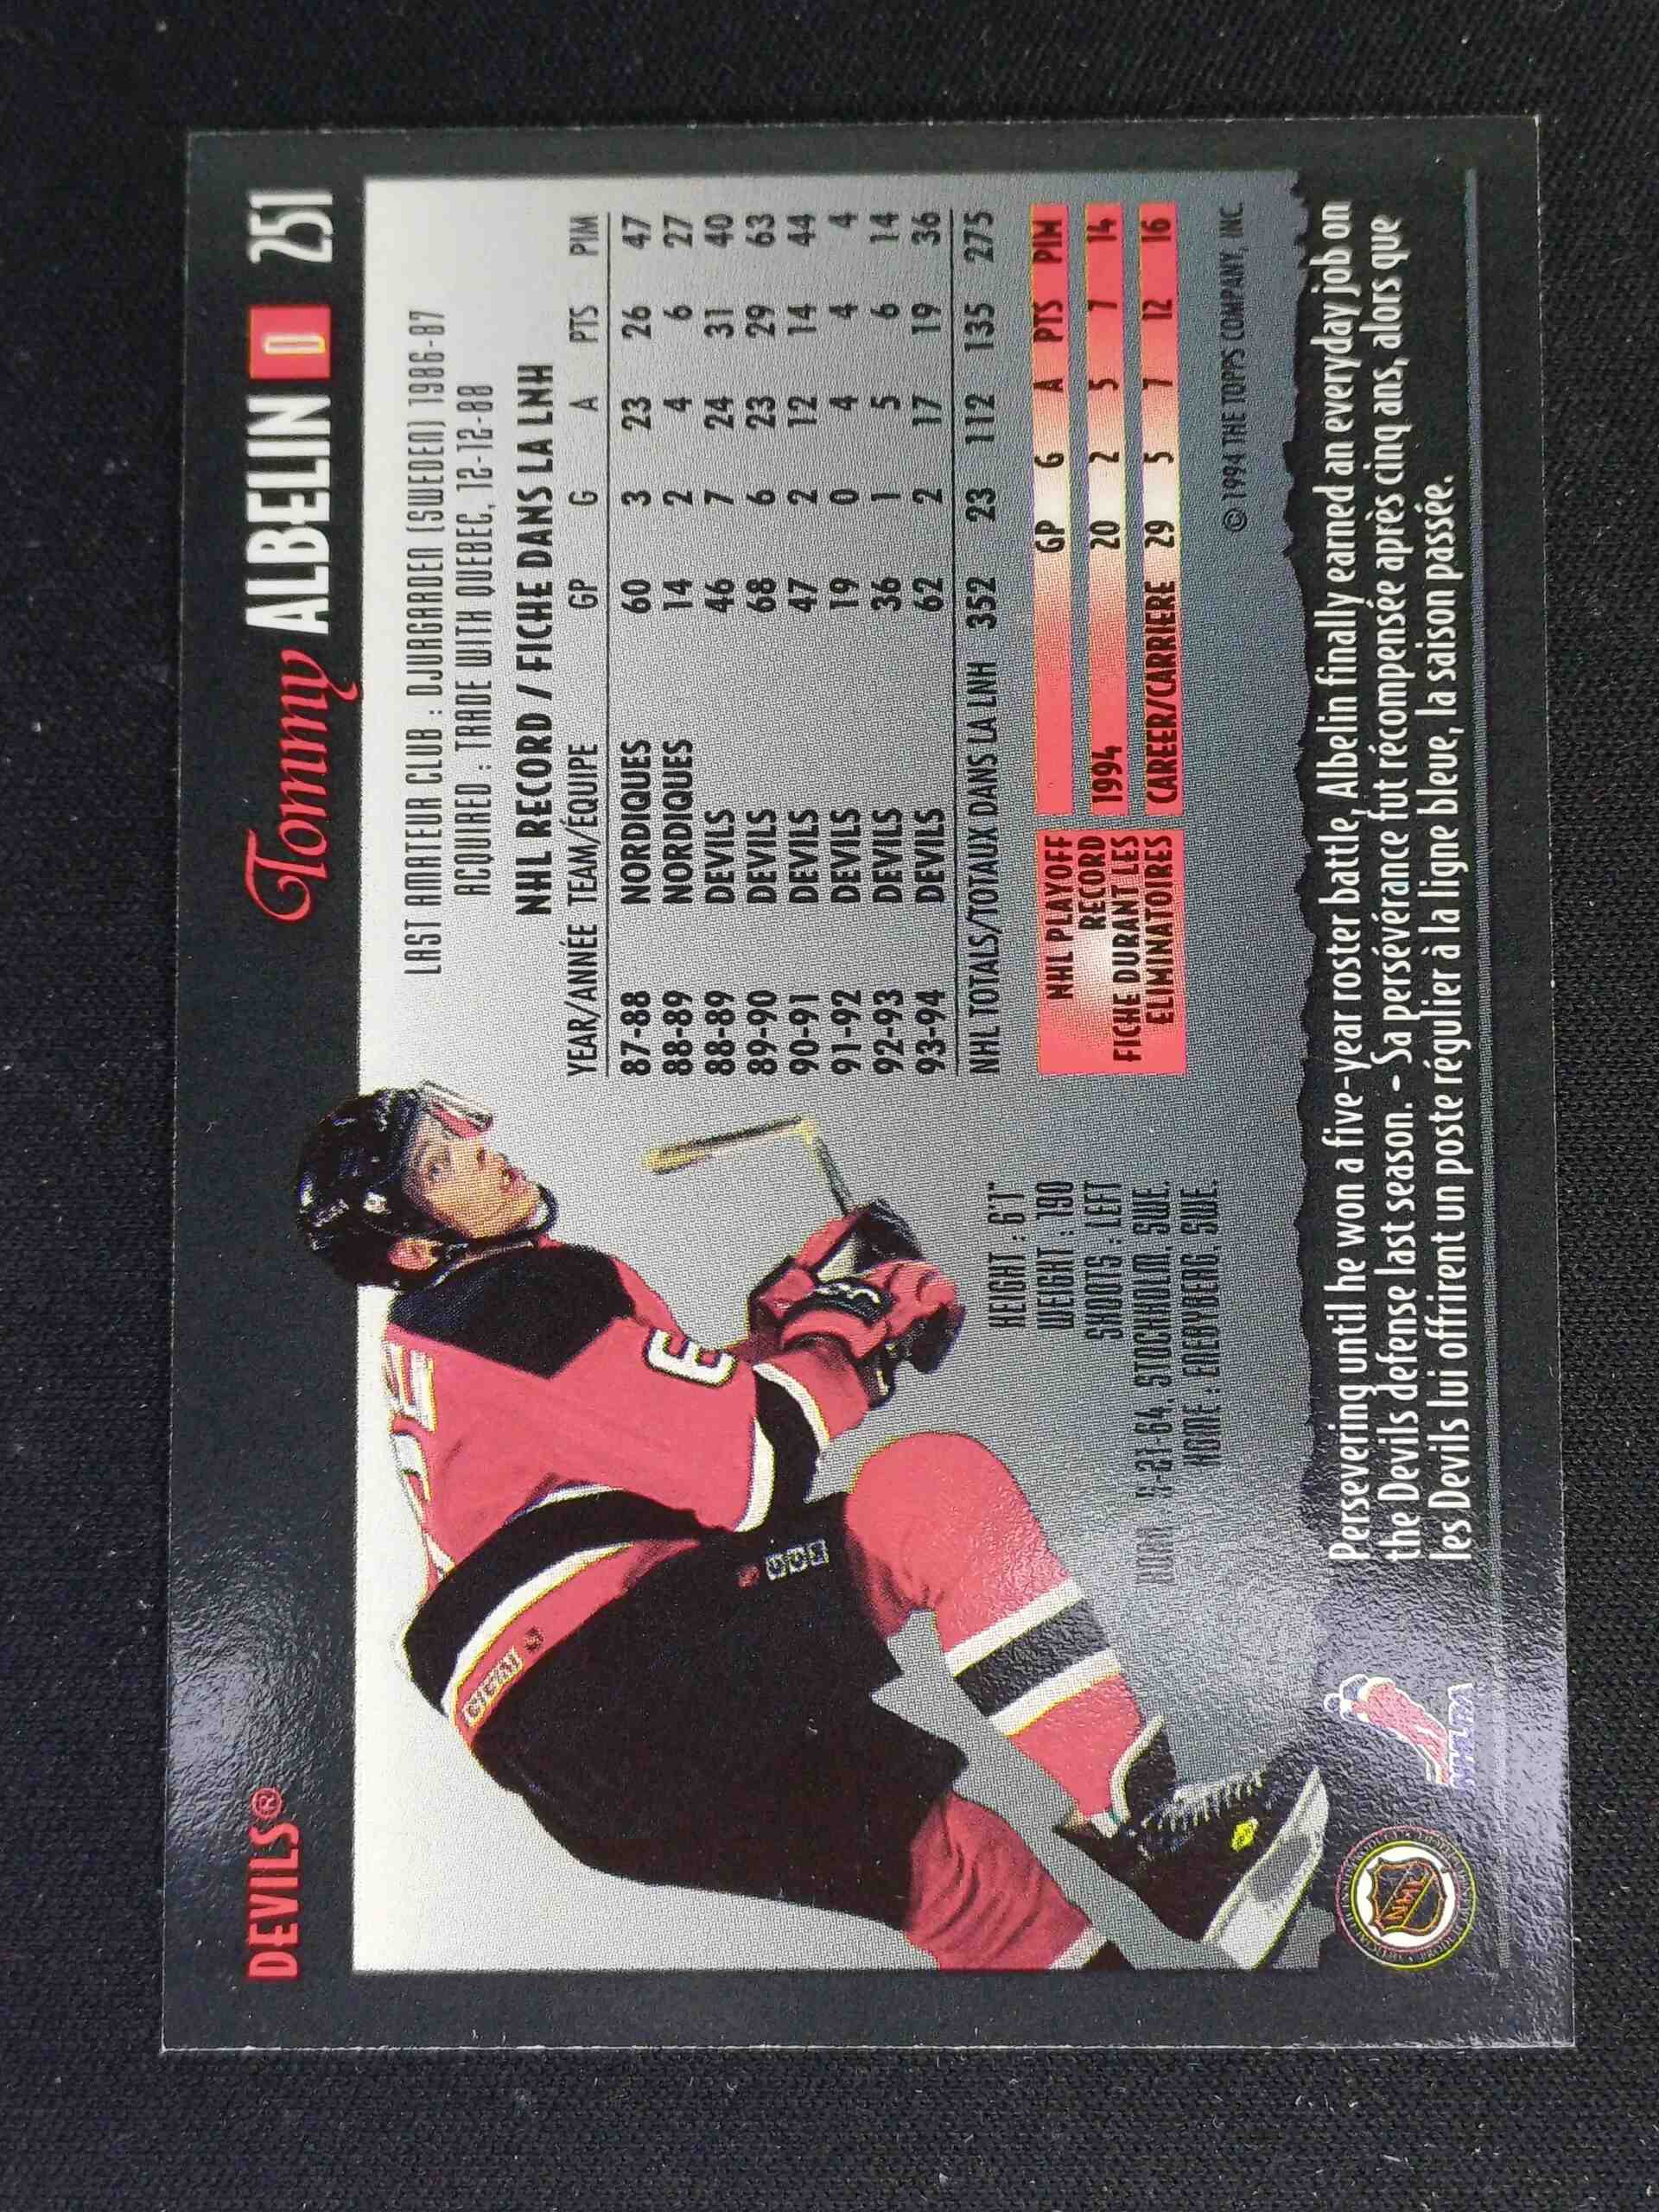 DEVILS®
Tommy ALBELIN D 251
LAST AMATEUR CLUB : DJURGARDEN (SWEDEN) 1986-87
ACQUIRED : TRADE WITH QUEBEC, 12-12-88
NHL RECORD / FICHE DANS LA LNH
YEAR/ANNÉE TEAM/ÉQUIPE GP G A PTS PIM
87-88 NORDIQUES 60 3 23 26 47
88-89 NORDIQUES 14 2 4 6 27
88-89 DEVILS 46 7 24 31 40
89-90 DEVILS 68 6 23 29 63
90-91 DEVILS 47 2 12 14 44
91-92 DEVILS 19 0 4 4 4
92-93 DEVILS 36 1 5 6 14
93-94 DEVILS 62 2 17 19 36
NHL TOTALS/TOTAUX DANS LA LNH 352 23 112 135 275
NHL PLAYOFF
RECORD
FICHE DURANT LES
ELIMINATOIRES
GP G A PTS PIM
1994 20 2 5 7 14
CAREER/CARRIERE 29 5 7 12 16
HEIGHT : 6'1"
WEIGHT : 190
SHOOTS : LEFT
STOCKHOLM, SWE.
HOME : ENEBYBERG, SWE.
© 1994 THE TOPPS COMPANY, INC.
6
CCM
CCM
Persevering until he won a five-year roster battle, Albelin finally earned an everyday job on
the Devils defense last season. - Sa persévérance fut récompensée après cinq ans, alors que
les Devils lui offrirent un poste régulier à la ligne bleue, la saison passée.
NHL
NHLPA